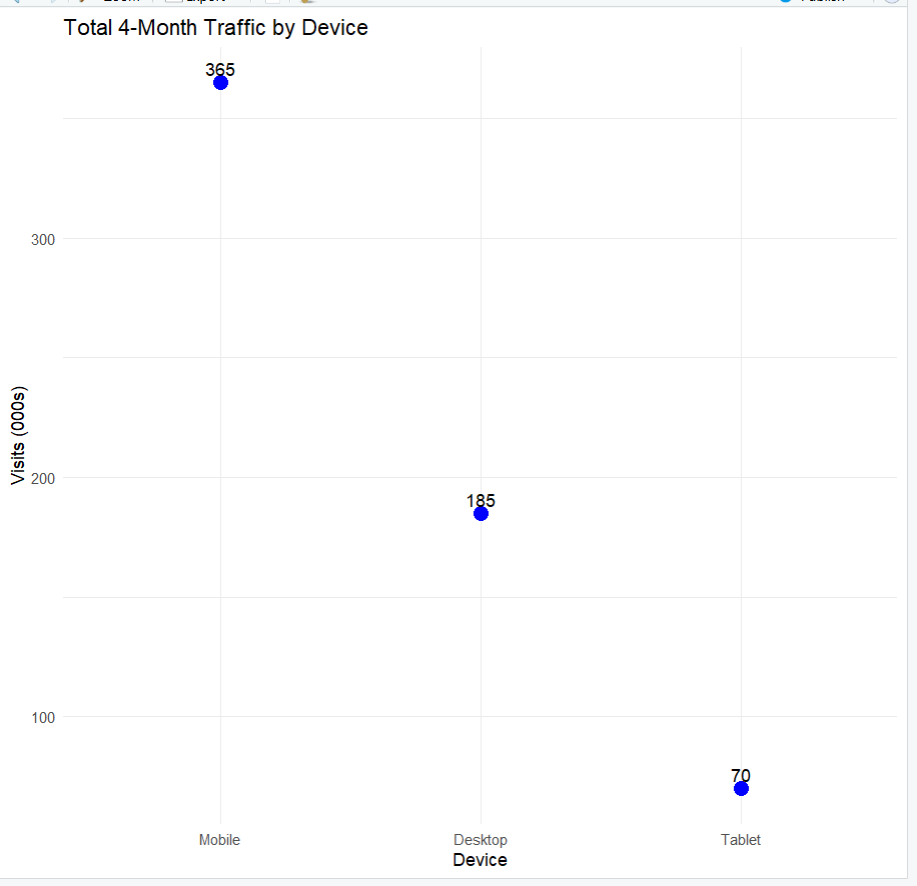 Total 4-Month Traffic by Device
365
300
Visits (000s)
200
185
100
70
Mobile Desktop Tablet
Device